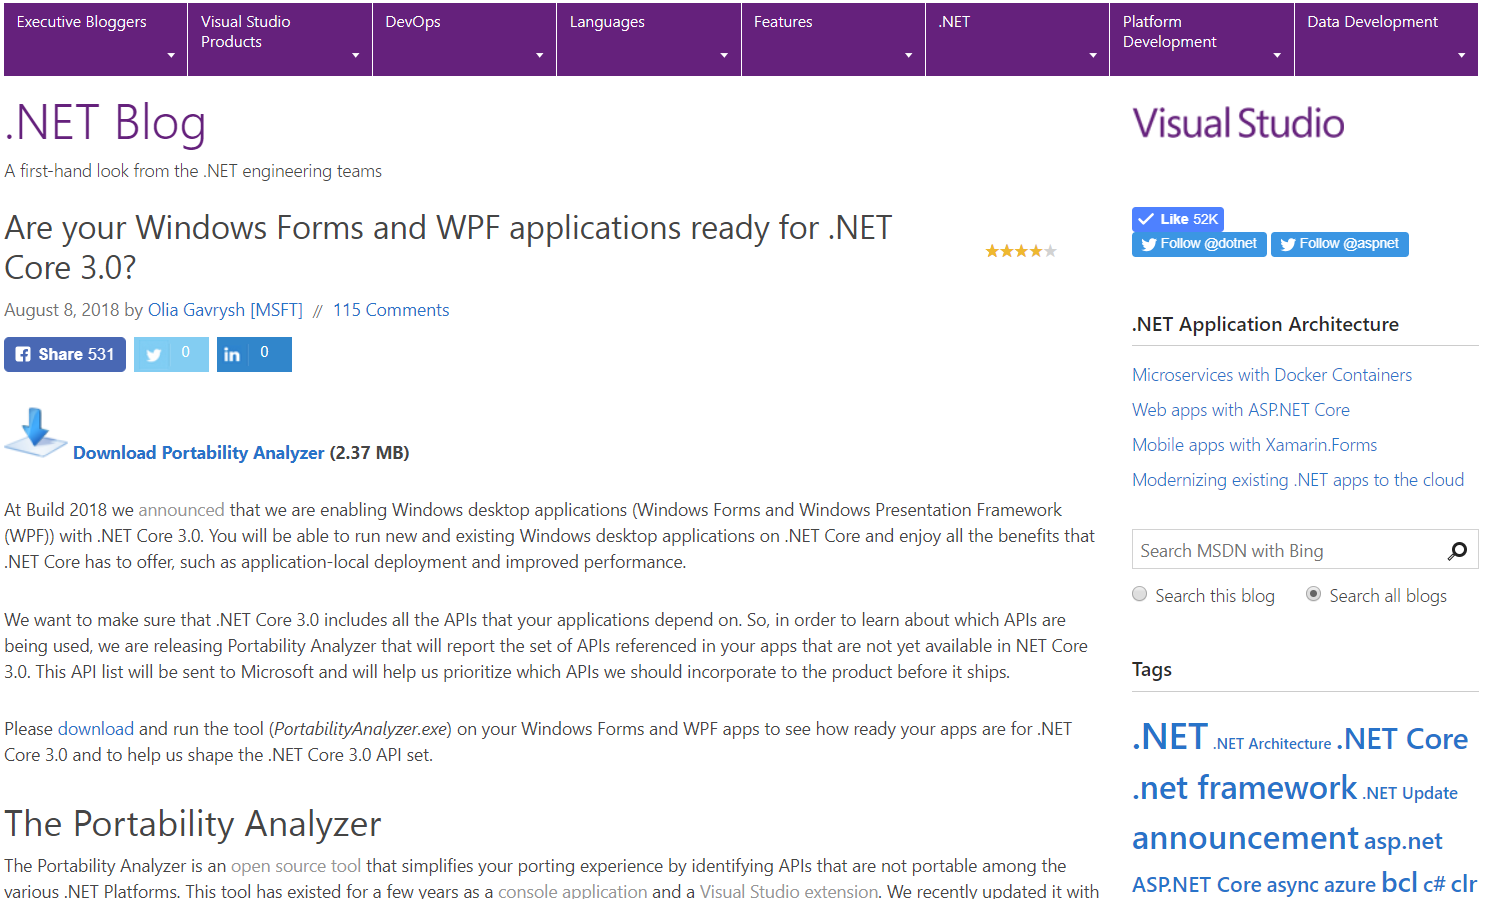 Executive Bloggers
Visual Studio
Products
DevOps
Languages
Features
.NET
Platform
Development
Data Development
.NET Blog
A first-hand look from the .NET engineering teams
Are your Windows Forms and WPF applications ready for .NET
Core 3.0?
August 8, 2018 by Olia Gavrysh [MSFT] // 115 Comments
Share 531
0
in 0
Download Portability Analyzer (2.37 MB)
At Build 2018 we announced that we are enabling Windows desktop applications (Windows Forms and Windows Presentation Framework
(WPF)) with .NET Core 3.0. You will be able to run new and existing Windows desktop applications on .NET Core and enjoy all the benefits that
.NET Core has to offer, such as application-local deployment and improved performance.
We want to make sure that .NET Core 3.0 includes all the APIs that your applications depend on. So, in order to learn about which APIs are
being used, we are releasing Portability Analyzer that will report the set of APIs referenced in your apps that are not yet available in NET Core
3.0. This API list will be sent to Microsoft and will help us prioritize which APIs we should incorporate to the product before it ships.
Please download and run the tool (PortabilityAnalyzer.exe) on your Windows Forms and WPF apps to see how ready your apps are for .NET
Core 3.0 and to help us shape the .NET Core 3.0 API set.
The Portability Analyzer
The Portability Analyzer is an open source tool that simplifies your porting experience by identifying APIs that are not portable among the
various .NET Platforms. This tool has existed for a few years as a console application and a Visual Studio extension. We recently updated it with
Visual Studio
Like 52K
Follow @dotnet
Follow @aspnet
.NET Application Architecture
Microservices with Docker Containers
Web apps with ASP.NET Core
Mobile apps with Xamarin.Forms
Modernizing existing .NET apps to the cloud
Search MSDN with Bing
Search this blog
Search all blogs
Tags
.NET .NET Architecture .NET Core
.net framework .NET Update
announcement asp.net
ASP.NET Core async azure bcl c# clr